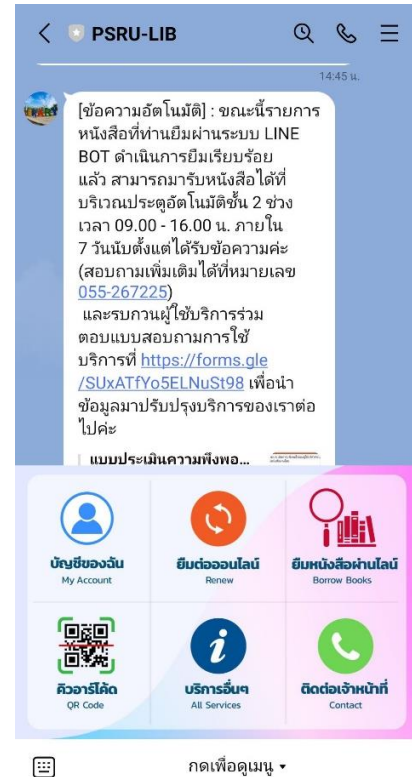 PSRU-LIB
14:45 น.
[ข้อความอัตโนมัติ] : ขณะนี้รายการ
หนังสือที่ท่านยืมผ่านระบบ LINE
BOT ดำเนินการยืมเรียบร้อย
แล้ว สามารถมารับหนังสือได้ที่
บริเวณประตูอัตโนมัติชั้น 2 ช่วง
เวลา 09.00 - 16.00 น. ภายใน
7 วันนับตั้งแต่ได้รับข้อความค่ะ
(สอบถามเพิ่มเติมได้ที่หมายเลข
055-267225)
และรบกวนผู้ใช้บริการร่วม
ตอบแบบสอบถามการใช้
บริการที่ https://forms.gle
/SUxATfYo5ELNuSt98 เพื่อนำ
ข้อมูลมาปรับปรุงบริการของเราต่อ
ไปค่ะ
แบบประเมินความพึงพอ...
บัญชีของฉัน
My Account
ยืมต่อออนไลน์
Renew
ยืมหนังสือผ่านไลน์
Borrow Books
คิวอาร์โค้ด
QR Code
บริการอื่นๆ
All Services
ติดต่อเจ้าหน้าที่
Contact
กดเพื่อดูเมนู